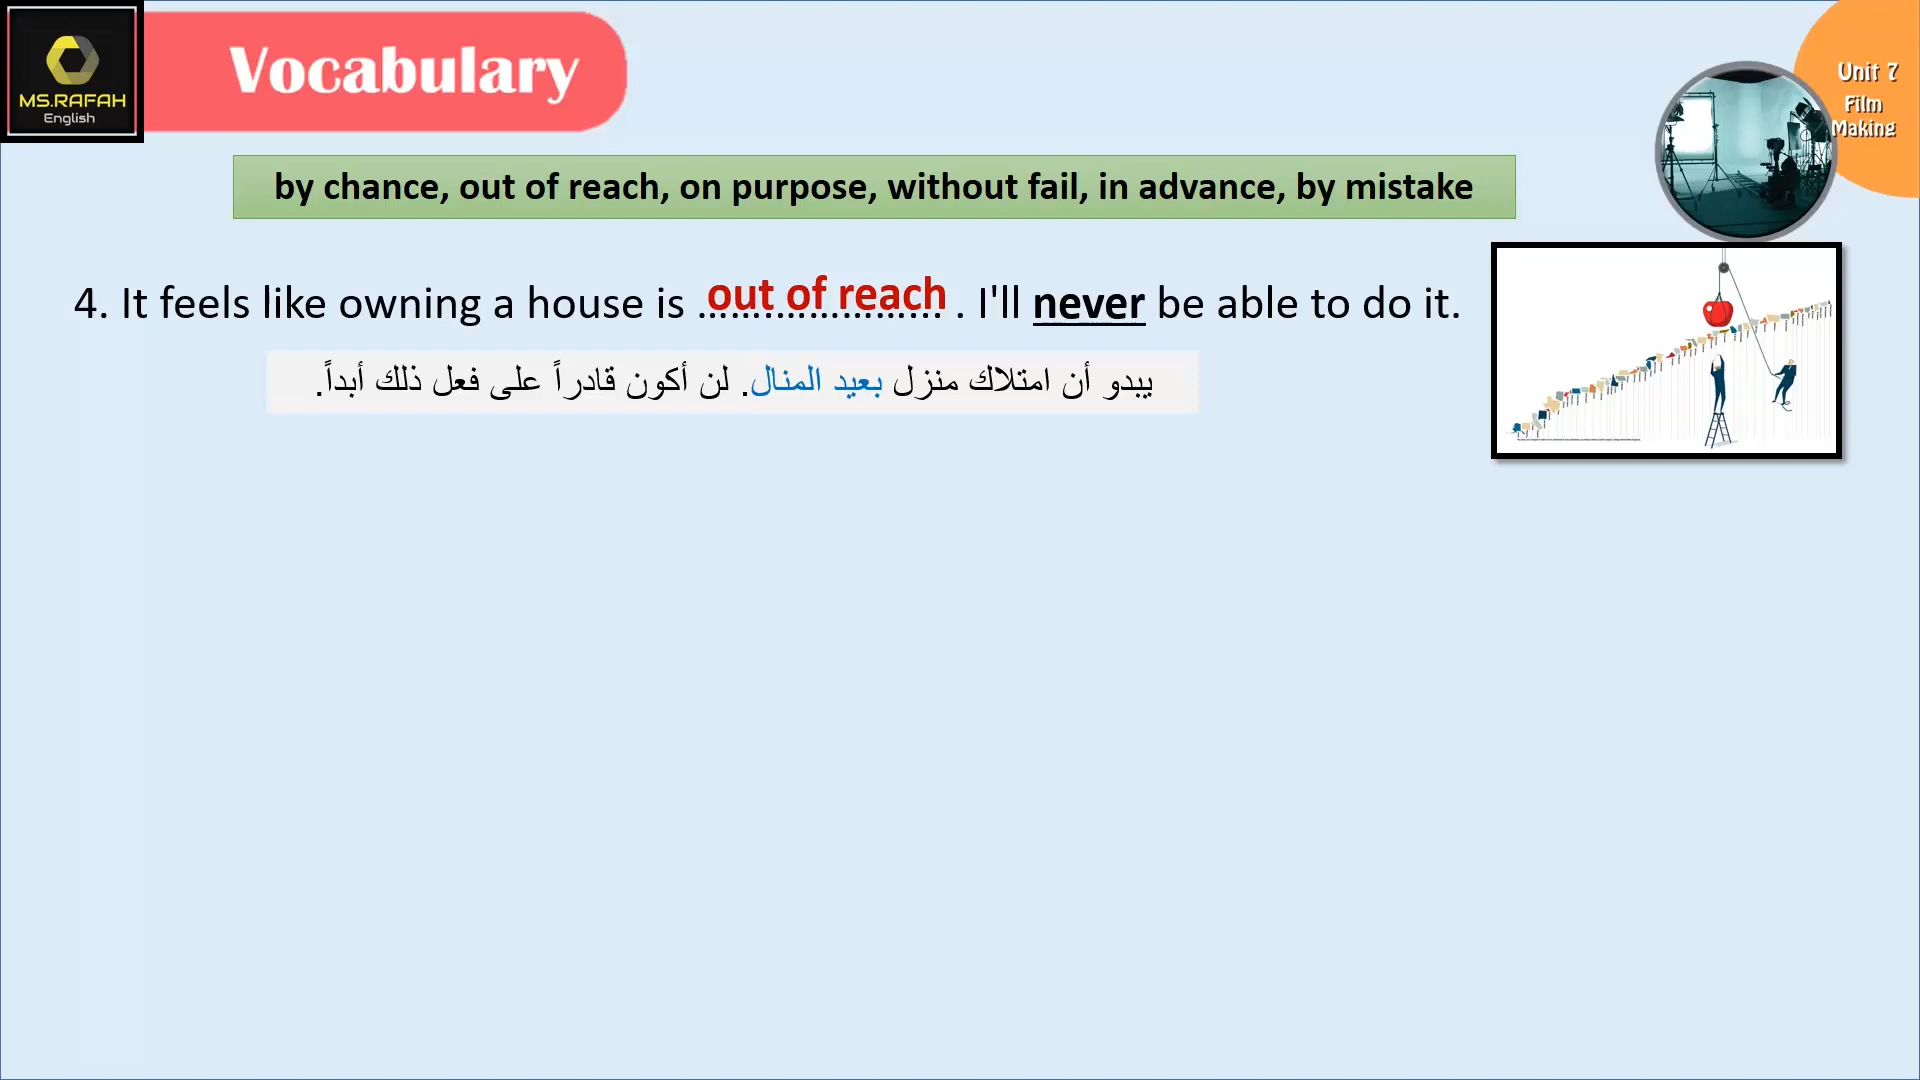 MS.RAFAH
English
Vocabulary
Unit 7
Film
Making
by chance, out of reach, on purpose, without fail, in advance, by mistake
4. It feels like owning a house is out of reach ...................... . I'll never be able to do it.
يبدو أن امتلاك منزل بعيد المنال. لن أكون قادراً على فعل ذلك أبداً.